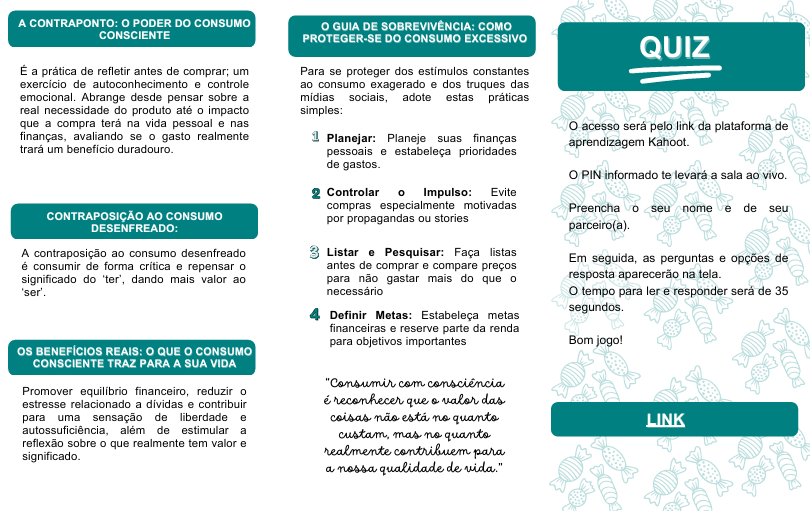 A CONTRAPONTO: O PODER DO CONSUMO
CONSCIENTE
É a prática de refletir antes de comprar; um
exercício de autoconhecimento e controle
emocional. Abrange desde pensar sobre a
real necessidade do produto até o impacto
que a compra terá na vida pessoal e nas
finanças, avaliando se o gasto realmente
trará um benefício duradouro.
CONTRAPOSIÇÃO AO CONSUMO
DESENFREADO:
A contraposição ao consumo desenfreado
é consumir de forma crítica e repensar o
significado do ‘ter’, dando mais valor ao
‘ser’.
OS BENEFÍCIOS REAIS: O QUE O CONSUMO
CONSCIENTE TRAZ PARA A SUA VIDA
Promover equilíbrio financeiro, reduzir o
estresse relacionado a dívidas e contribuir
para uma sensação de liberdade e
autossuficiência, além de estimular a
reflexão sobre o que realmente tem valor e
significado.
O GUIA DE SOBREVIVÊNCIA: COMO
PROTEGER-SE DO CONSUMO EXCESSIVO
Para se proteger dos estímulos constantes
ao consumo exagerado e dos truques das
mídias sociais, adote estas práticas
simples:
1 Planejar: Planeje suas finanças
pessoais e estabeleça prioridades
de gastos.
2 Controlar o Impulso: Evite
compras especialmente motivadas
por propagandas ou stories
3 Listar e Pesquisar: Faça listas
antes de comprar e compare preços
para não gastar mais do que o
necessário
4 Definir Metas: Estabeleça metas
financeiras e reserve parte da renda
para objetivos importantes
"Consumir com consciência
é reconhecer que o valor das
coisas não está no quanto
custam, mas no quanto
realmente contribuem para
a nossa qualidade de vida."
QUIZ
O acesso será pelo link da plataforma de
aprendizagem Kahoot.
O PIN informado te levará a sala ao vivo.
Preencha o seu nome e de seu
parceiro(a).
Em seguida, as perguntas e opções de
resposta aparecerão na tela.
O tempo para ler e responder será de 35
segundos.
Bom jogo!
LINK